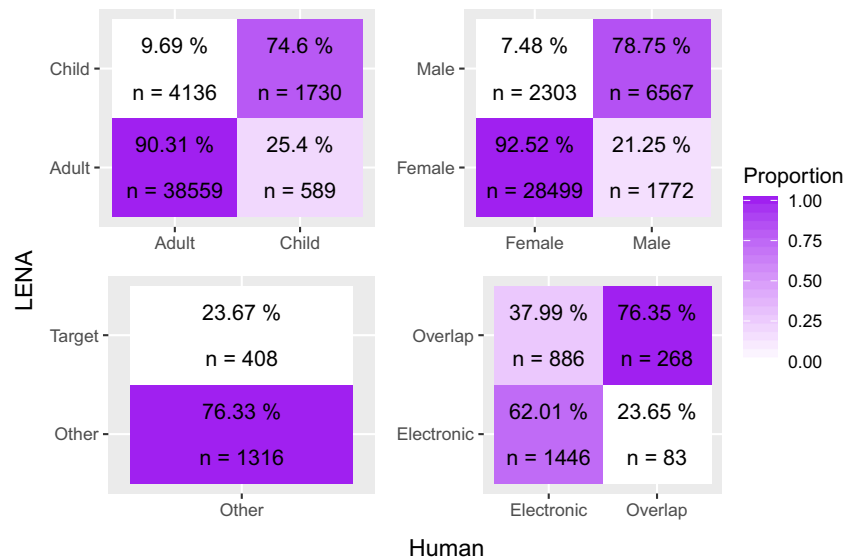 9.69 % 74.6 %
Child
n = 4136 n = 1730
90.31 % 25.4 %
Adult
n = 38559 n = 589
Adult Child
7.48 % 78.75 %
Male
n = 2303 n = 6567
92.52 % 21.25 %
Female
n = 28499 n = 1772
Female Male
LENA
23.67 %
Target
n = 408
76.33 %
Other
n = 1316
Other
37.99 % 76.35 %
Overlap
n = 886 n = 268
62.01 % 23.65 %
Electronic
n = 1446 n = 83
Electronic Overlap
Human
Proportion
1.00
0.75
0.50
0.25
0.00